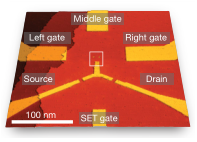 Middle gate
Left gate
Right gate
Source
Drain
100 nm
SET gate